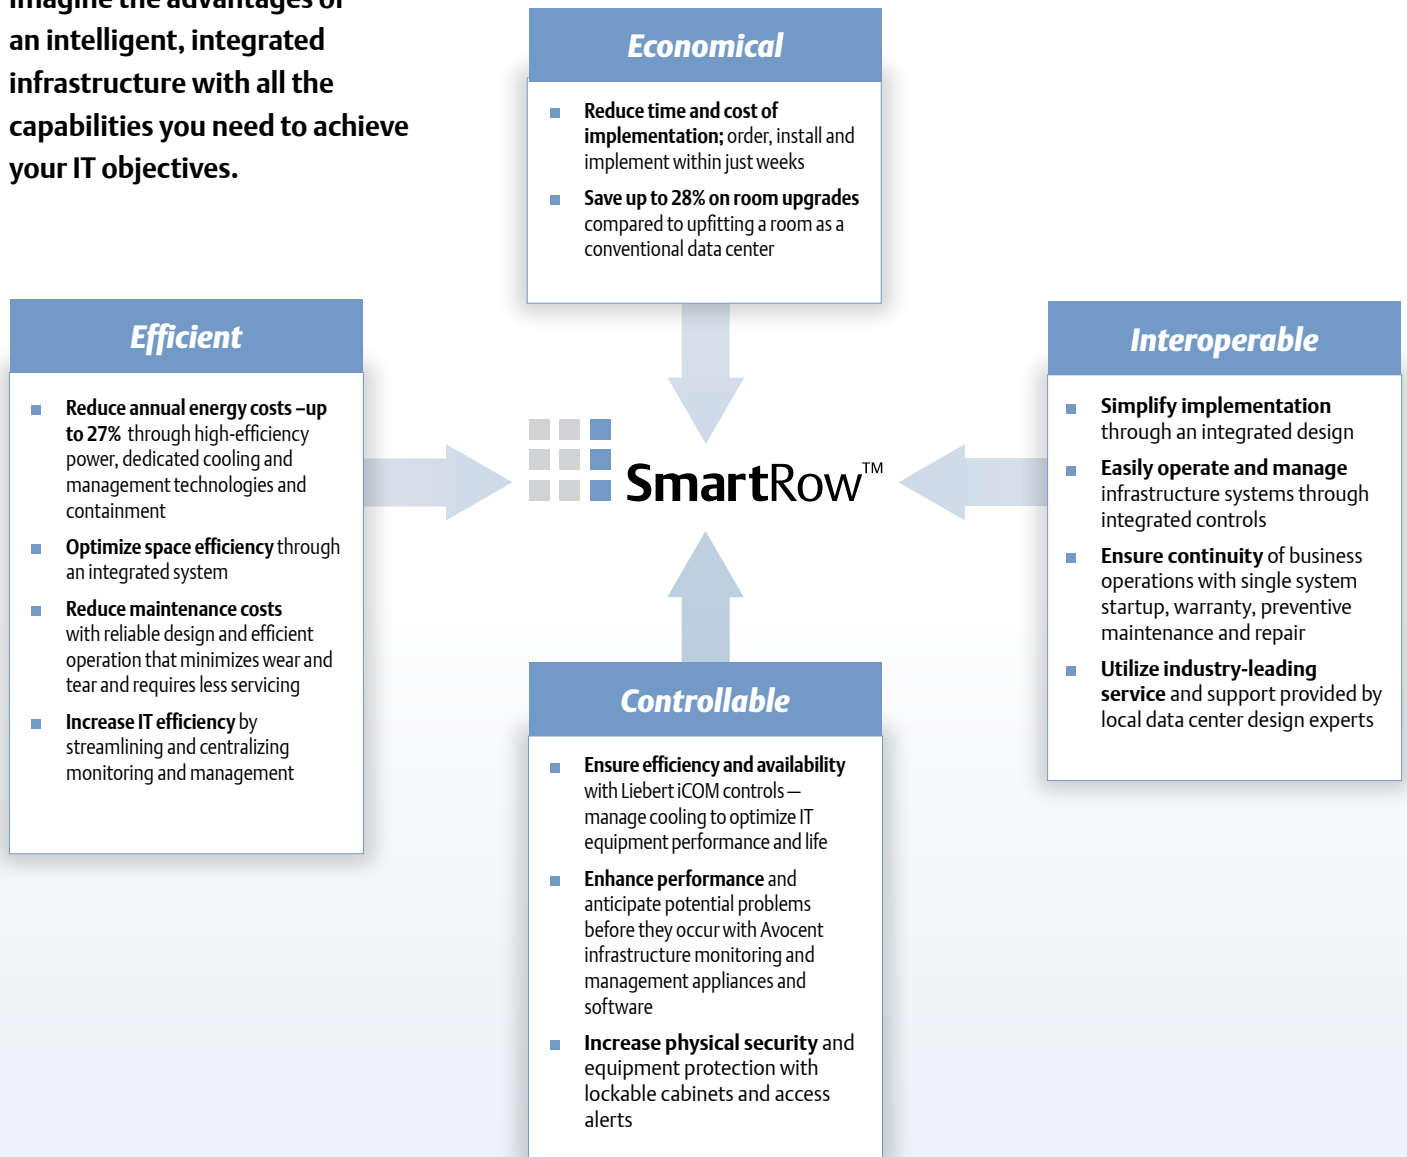 Imagine the advantages of
an intelligent, integrated
infrastructure with all the
capabilities you need to achieve
your IT objectives.
Economical
Reduce time and cost of
implementation; order, install and
implement within just weeks
Save up to 28% on room upgrades
compared to upfitting a room as a
conventional data center
Efficient
Reduce annual energy costs –up
to 27% through high-efficiency
power, dedicated cooling and
management technologies and
containment
Optimize space efficiency through
an integrated system
Reduce maintenance costs
with reliable design and efficient
operation that minimizes wear and
tear and requires less servicing
Increase IT efficiency by
streamlining and centralizing
monitoring and management
SmartRow™
Interoperable
Simplify implementation
through an integrated design
Easily operate and manage
infrastructure systems through
integrated controls
Ensure continuity of business
operations with single system
startup, warranty, preventive
maintenance and repair
Utilize industry-leading
service and support provided by
local data center design experts
Controllable
Ensure efficiency and availability
with Liebert iCOM controls —
manage cooling to optimize IT
equipment performance and life
Enhance performance and
anticipate potential problems
before they occur with Avocent
infrastructure monitoring and
management appliances and
software
Increase physical security and
equipment protection with
lockable cabinets and access
alerts